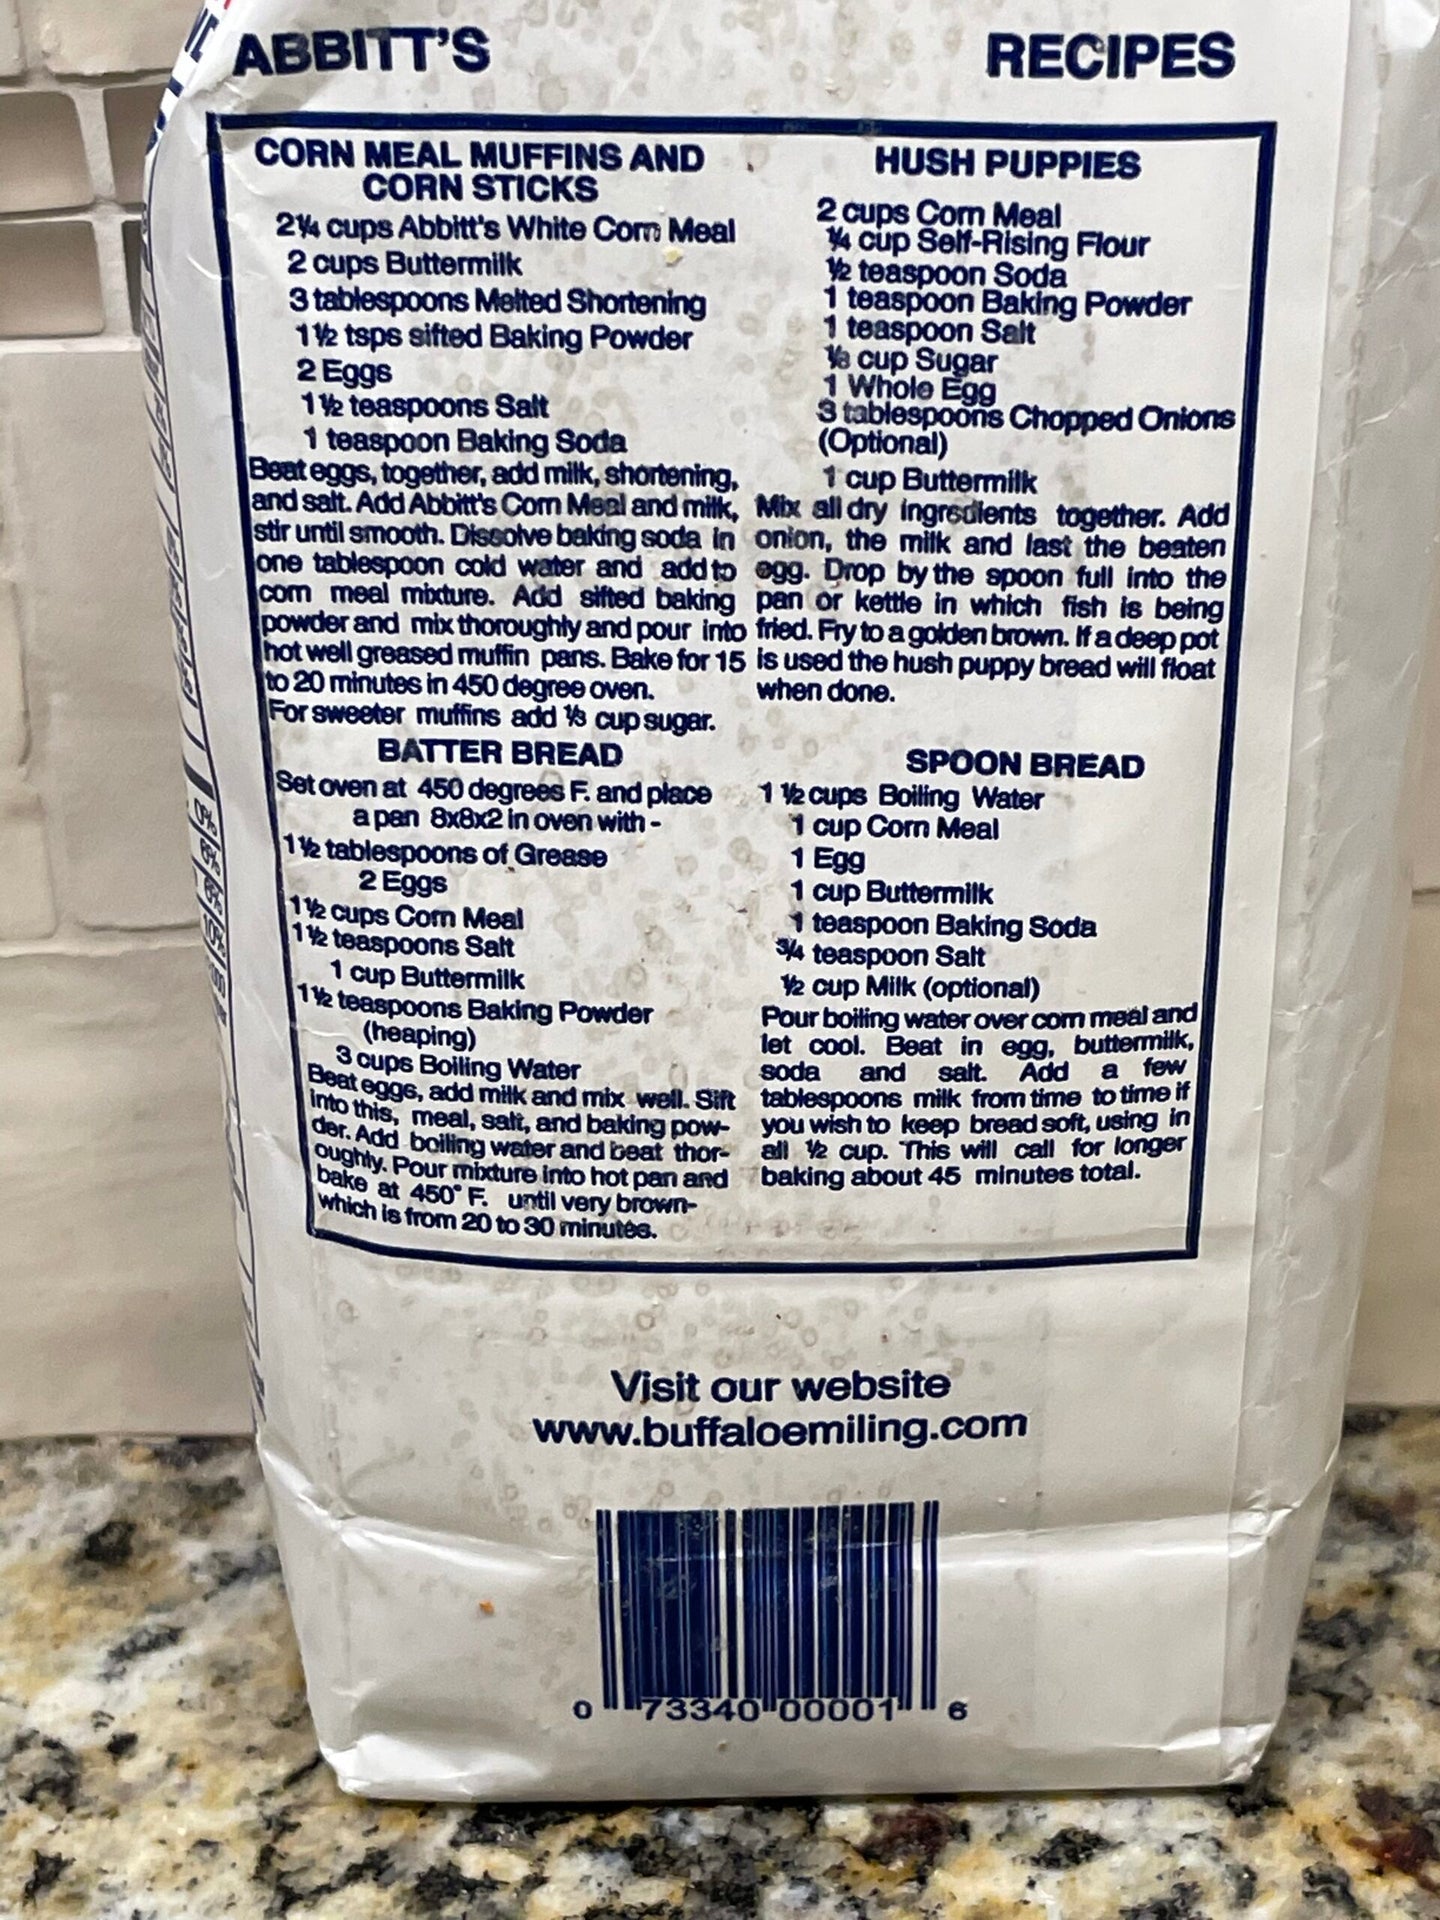 ABBITT'S
RECIPES
CORN MEAL MUFFINS AND
CORN STICKS
2¼ cups Abbitt's White Corn Meal
2 cups Buttermilk
3 tablespoons Melted Shortening
1½ tsps sifted Baking Powder
2 Eggs
1½ teaspoons Salt
1 teaspoon Baking Soda
Beat eggs, together, add milk, shortening,
and salt. Add Abbitt's Corn Meal and milk,
stir until smooth. Dissolve baking soda in
one tablespoon cold water and add to
corn meal mixture. Add sifted baking
powder and mix thoroughly and pour into
hot well greased muffin pans. Bake for 15
to 20 minutes in 450 degree oven.
For sweeter muffins add ⅓ cup sugar.
HUSH PUPPIES
2 cups Corn Meal
¼ cup Self-Rising Flour
½ teaspoon Soda
1 teaspoon Baking Powder
1 teaspoon Salt
cup Sugar
1 Whole Egg
3 tablespoons Chopped Onions
(Optional)
1 cup Buttermilk
Mix all dry ingredients together. Add
onion, the milk and last the beaten
egg. Drop by the spoon full into the
pan or kettle in which fish is being
fried. Fry to a golden brown. If a deep pot
is used the hush puppy bread will float
when done.
BATTER BREAD
Set oven at 450 degrees F. and place
a pan 8x8x2 in oven with -
1½ tablespoons of Grease
2 Eggs
1½ cups Corn Meal
1½ teaspoons Salt
1 cup Buttermilk
1½ teaspoons Baking Powder
(heaping)
3 cups Boiling Water
Beat eggs, add milk and mix well. Sift
into this, meal, salt, and baking pow-
der. Add boiling water and beat thor-
oughly. Pour mixture into hot pan and
bake at 450° F. until very brown-
which is from 20 to 30 minutes.
SPOON BREAD
1 ½ cups Boiling Water
1 cup Corn Meal
1 Egg
1 cup Buttermilk
1 teaspoon Baking Soda
¾ teaspoon Salt
½ cup Milk (optional)
Pour boiling water over corn meal and
let cool. Beat in egg, buttermilk,
soda and salt. Add a few
tablespoons milk from time to time if
you wish to keep bread soft, using in
all ½ cup. This will call for longer
baking about 45 minutes total.
Visit our website
www.buffaloemiling.com
0 73340 00001 6
0%
6%
8%
10%